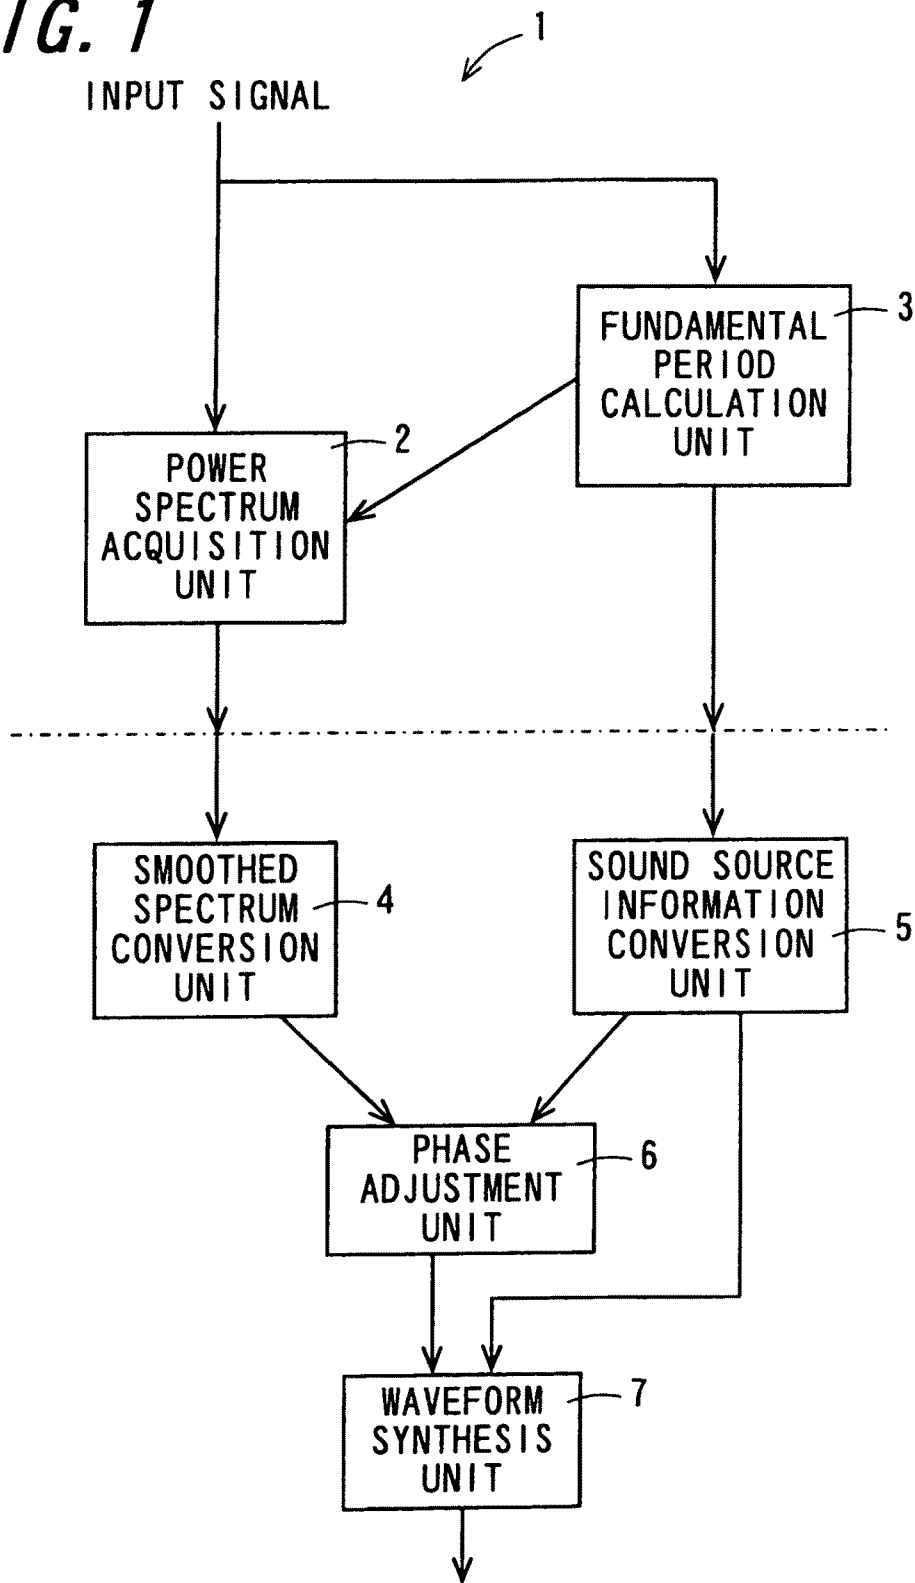 IG. 1
1
INPUT SIGNAL
3
FUNDAMENTAL
PERIOD
CALCULATION
UNIT
2
POWER
SPECTRUM
ACQUISITION
UNIT
SMOOTHED
SPECTRUM
CONVERSION
UNIT
4
SOUND SOURCE
INFORMATION
CONVERSION
UNIT
5
PHASE
ADJUSTMENT
UNIT
6
WAVEFORM
SYNTHESIS
UNIT
7